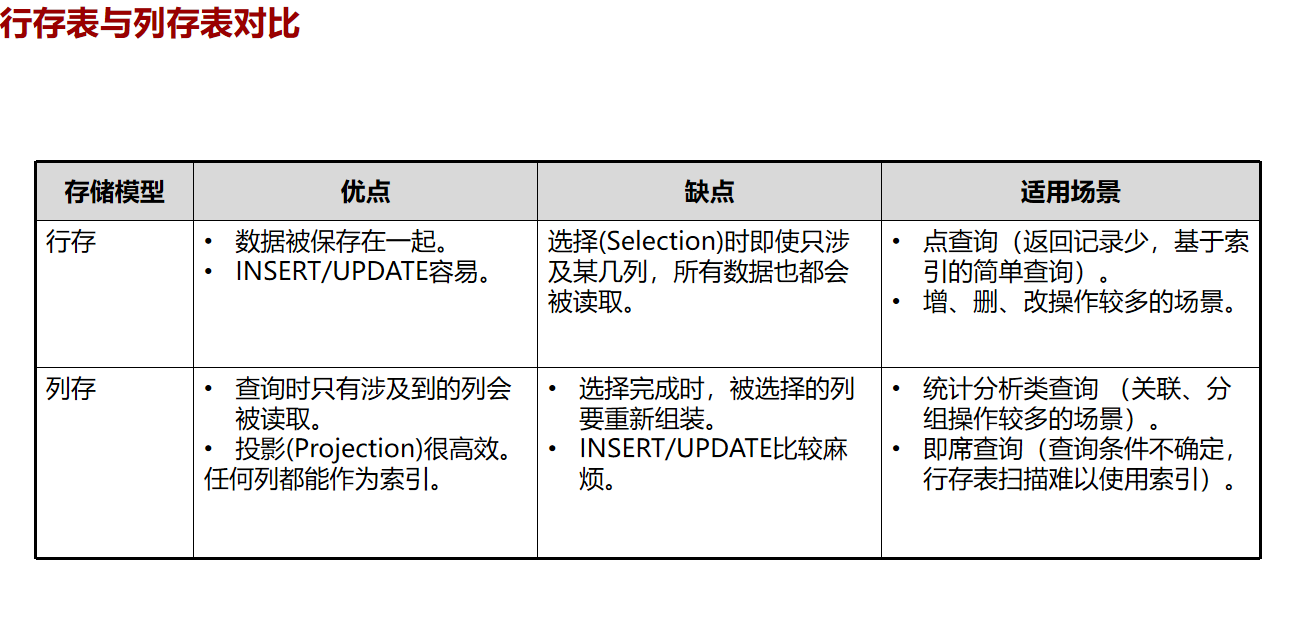 行存表与列存表对比
存储模型
优点
缺点
适用场景
行存
• 数据被保存在一起。
• INSERT/UPDATE容易。
选择(Selection)时即使只涉
及某几列，所有数据也都会
被读取。
• 点查询（返回记录少，基于索
引的简单查询）。
• 增、删、改操作较多的场景。
列存
• 查询时只有涉及到的列会
被读取。
• 投影(Projection)很高效。
任何列都能作为索引。
• 选择完成时，被选择的列
要重新组装。
• INSERT/UPDATE比较麻
烦。
• 统计分析类查询 （关联、分
组操作较多的场景）。
• 即席查询（查询条件不确定，
行存表扫描难以使用索引）。